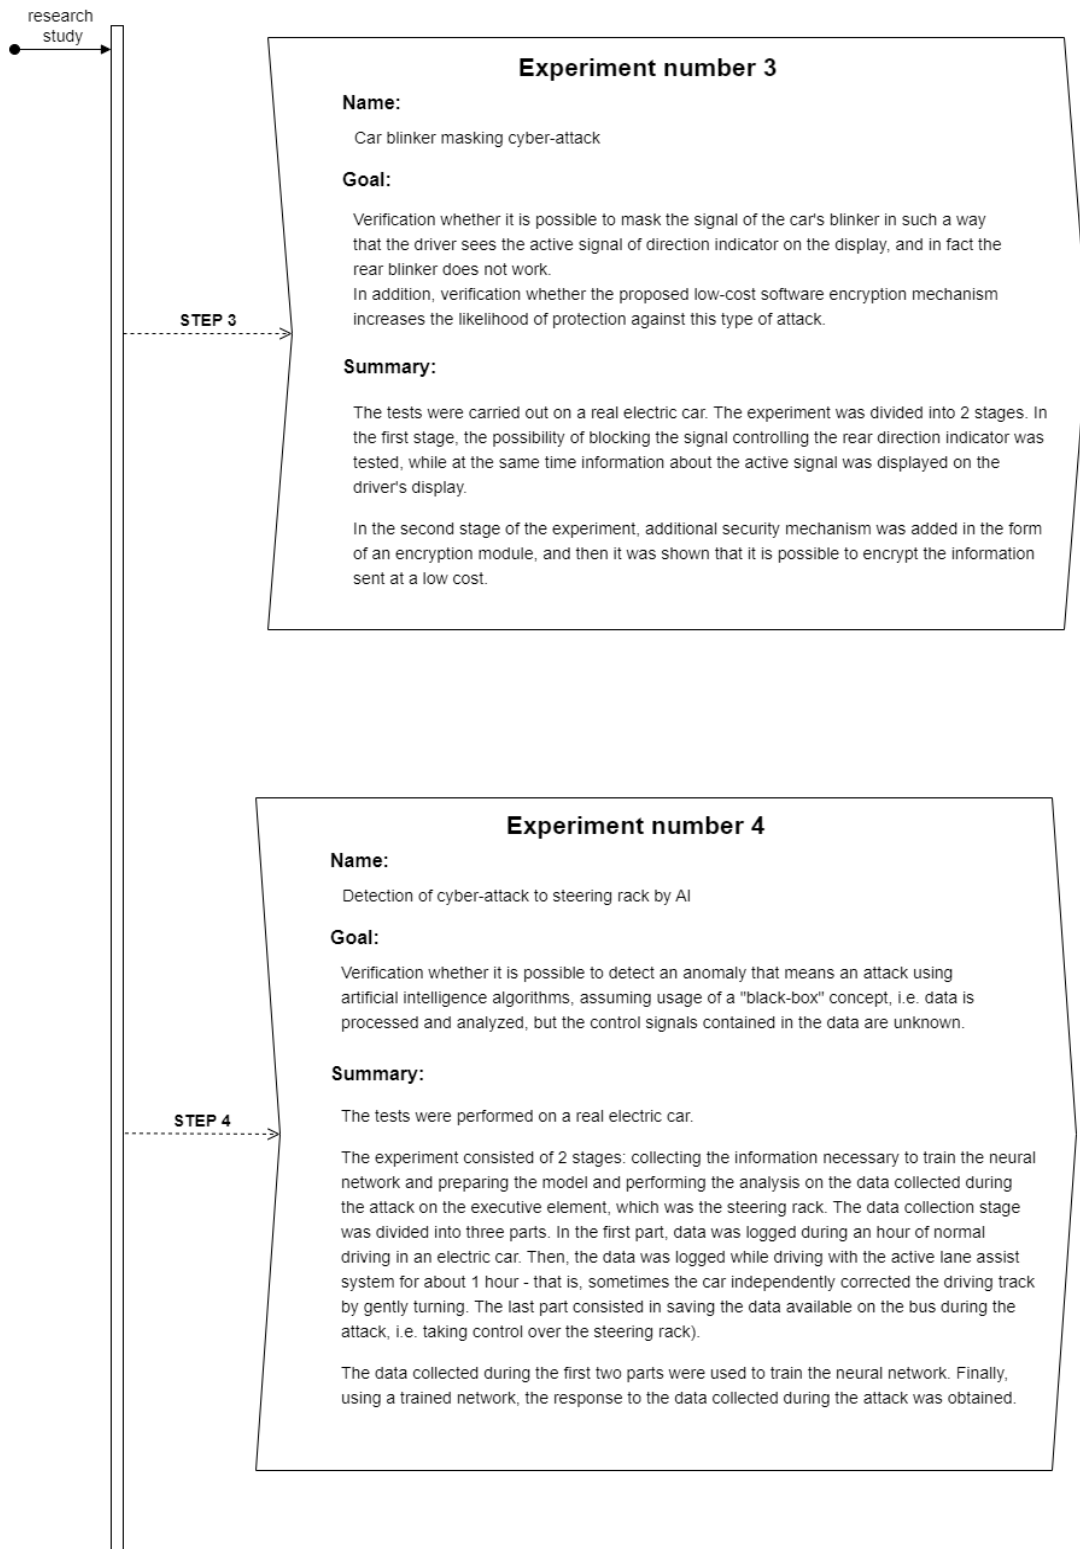 research
study
Experiment number 3
Name:
Car blinker masking cyber-attack
Goal:
Verification whether it is possible to mask the signal of the car's blinker in such a way
that the driver sees the active signal of direction indicator on the display, and in fact the
rear blinker does not work.
In addition, verification whether the proposed low-cost software encryption mechanism
increases the likelihood of protection against this type of attack.
STEP 3
Summary:
The tests were carried out on a real electric car. The experiment was divided into 2 stages. In
the first stage, the possibility of blocking the signal controlling the rear direction indicator was
tested, while at the same time information about the active signal was displayed on the
driver's display.
In the second stage of the experiment, additional security mechanism was added in the form
of an encryption module, and then it was shown that it is possible to encrypt the information
sent at a low cost.
Experiment number 4
Name:
Detection of cyber-attack to steering rack by AI
Goal:
Verification whether it is possible to detect an anomaly that means an attack using
artificial intelligence algorithms, assuming usage of a "black-box" concept, i.e. data is
processed and analyzed, but the control signals contained in the data are unknown.
Summary:
STEP 4
The tests were performed on a real electric car.
The experiment consisted of 2 stages: collecting the information necessary to train the neural
network and preparing the model and performing the analysis on the data collected during
the attack on the executive element, which was the steering rack. The data collection stage
was divided into three parts. In the first part, data was logged during an hour of normal
driving in an electric car. Then, the data was logged while driving with the active lane assist
system for about 1 hour - that is, sometimes the car independently corrected the driving track
by gently turning. The last part consisted in saving the data available on the bus during the
attack, i.e. taking control over the steering rack).
The data collected during the first two parts were used to train the neural network. Finally,
using a trained network, the response to the data collected during the attack was obtained.